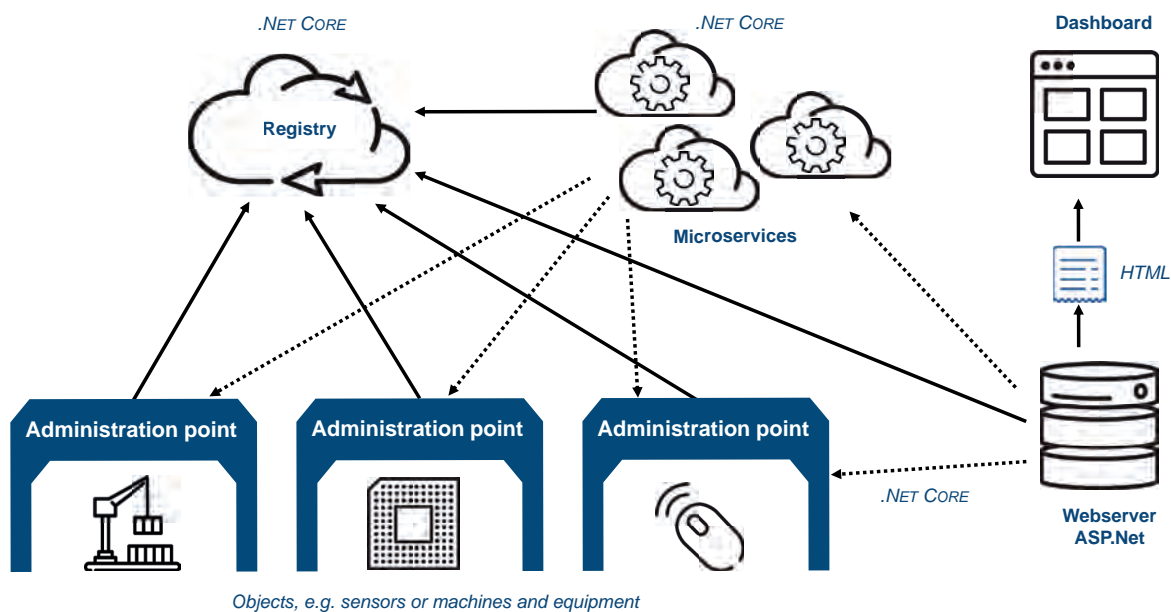 .NET CORE
.NET CORE
Dashboard
Registry
Microservices
HTML
Administration point
Administration point
Administration point
.NET CORE
Webserver
ASP.Net
Objects, e.g. sensors or machines and equipment